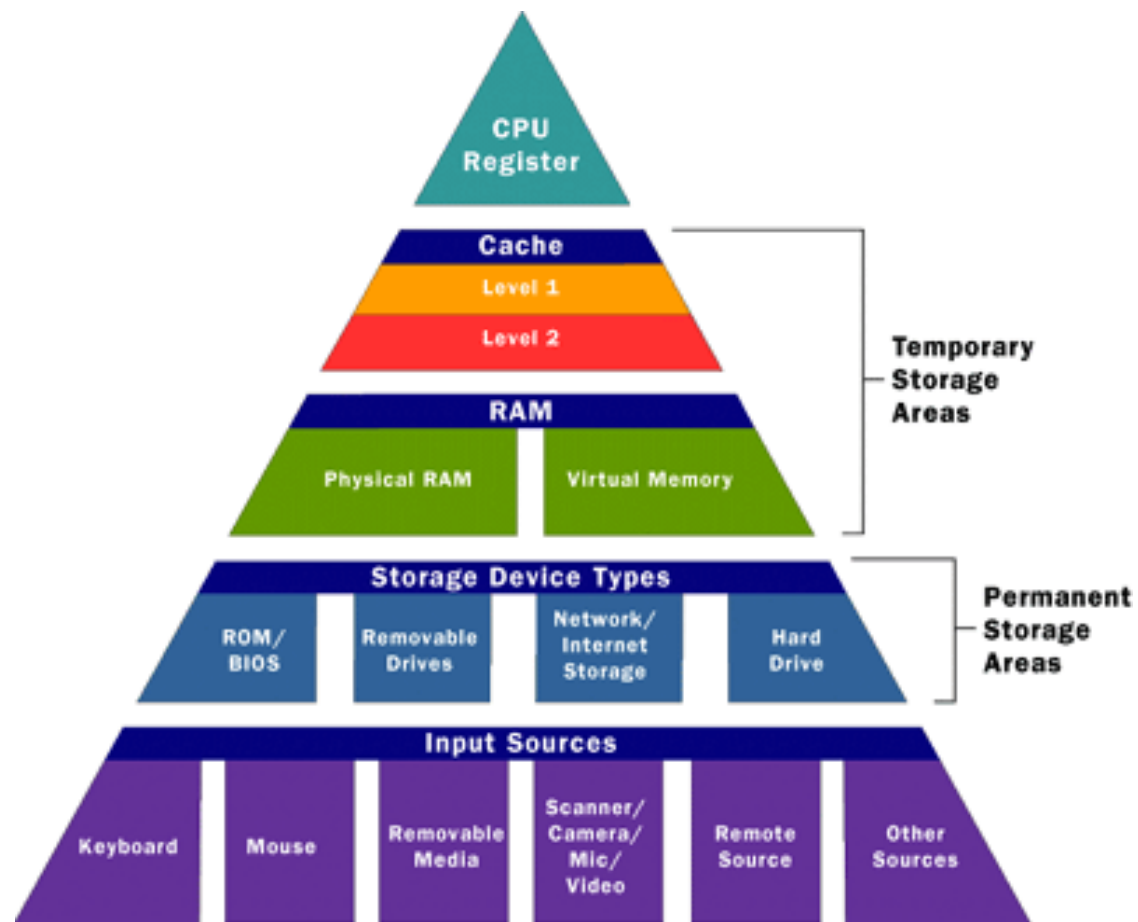 CPU
Register
Cache
Level 1
Level 2
Temporary
Storage
Areas
RAM
Physical RAM
Virtual Memory
Storage Device Types
ROM/
BIOS
Removable
Drives
Network/
Internet
Storage
Hard
Drive
Permanent
Storage
Areas
Input Sources
Keyboard
Mouse
Removable
Media
Scanner/
Camera/
Mic/
Video
Remote
Source
Other
Sources